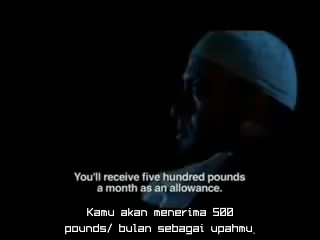 You'll receive five hundred pounds
a month as an allowance.
Kamu akan menerima 500
pounds/ bulan sebagai upahmu.